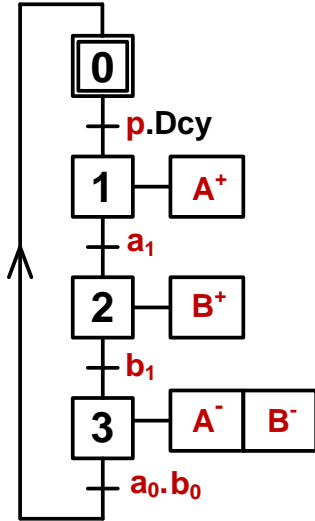 0
p.Dcy
1 A⁺
a₁
2 B⁺
b₁
3 A⁻ B⁻
a₀.b₀